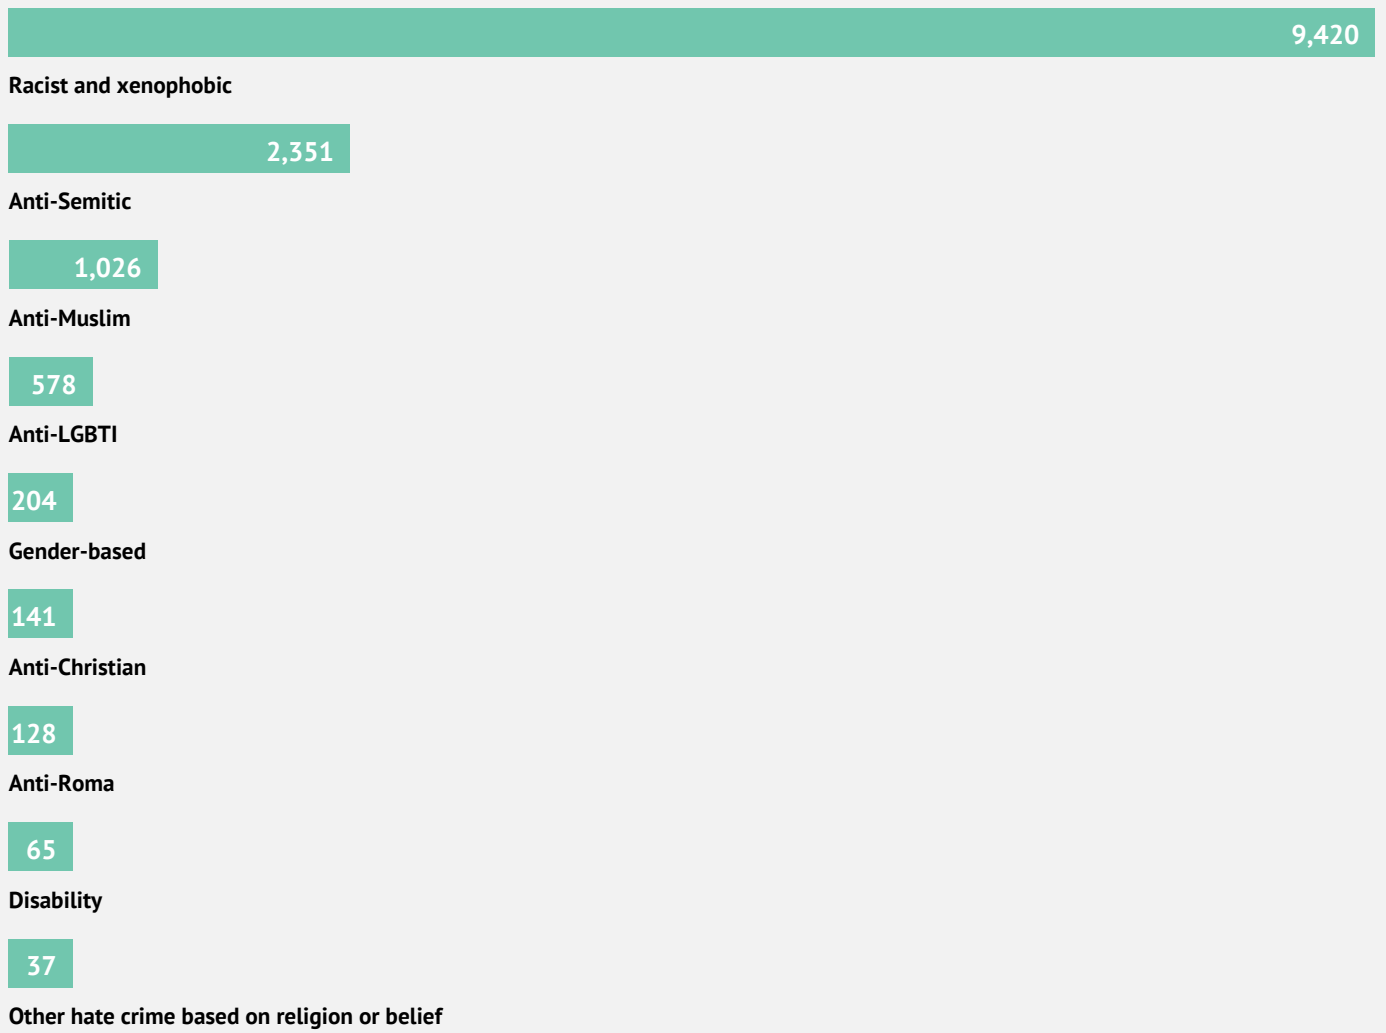 9,420
Racist and xenophobic
2,351
Anti-Semitic
1,026
Anti-Muslim
578
Anti-LGBTI
204
Gender-based
141
Anti-Christian
128
Anti-Roma
65
Disability
37
Other hate crime based on religion or belief